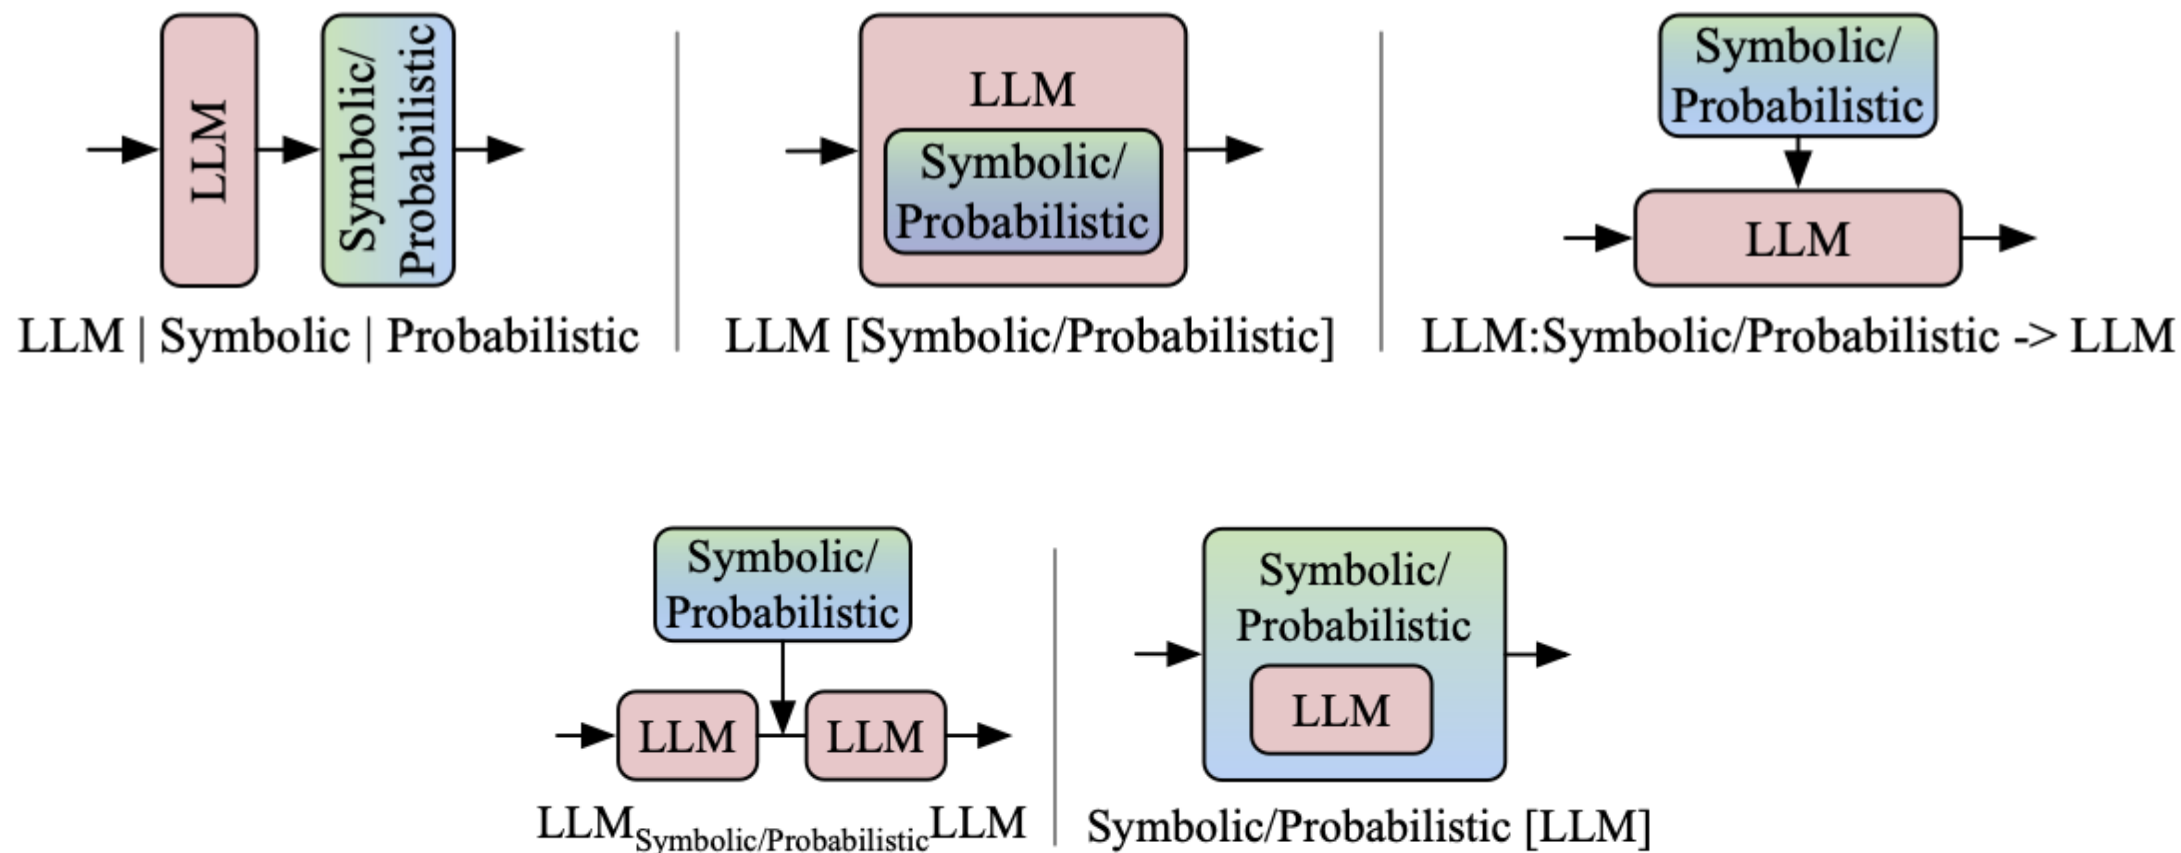 LLM
Symbolic/
Probabilistic
LLM | Symbolic | Probabilistic
LLM
Symbolic/
Probabilistic
LLM [Symbolic/Probabilistic]
Symbolic/
Probabilistic
LLM
LLM:Symbolic/Probabilistic -> LLM
Symbolic/
Probabilistic
LLM
LLM
LLMSymbolic/ProbabilisticLLM
Symbolic/
Probabilistic
LLM
Symbolic/Probabilistic [LLM]